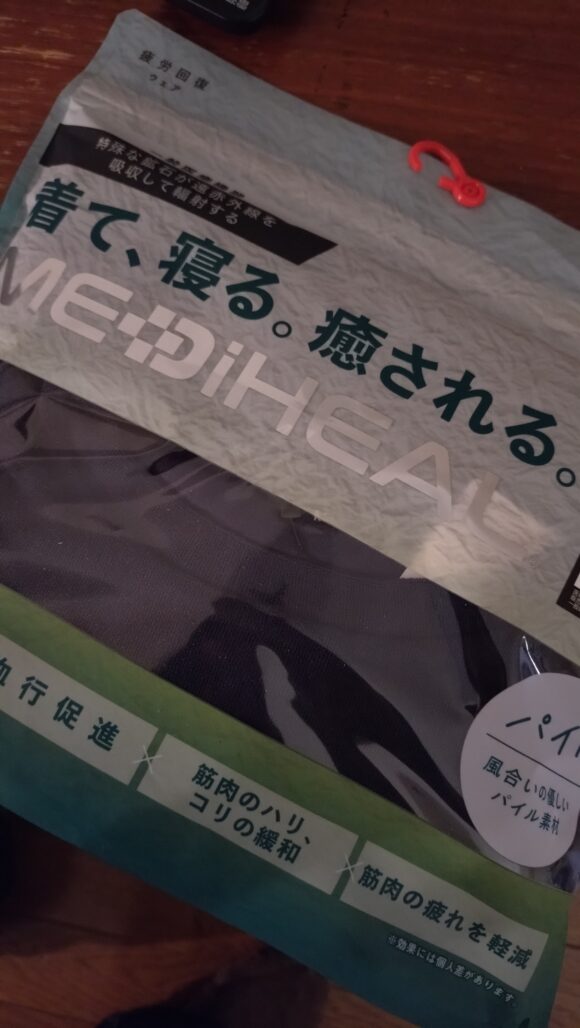 疲労回復
ウェア
特殊な鉱石が遠赤外線を
吸収して輻射する
着て、寝る。癒される。
MEDiHEAL
血行促進
×
筋肉のハリ、
コリの緩和
×
筋肉の疲れを軽減
※効果には個人差があります
風合いの優しい
パイル素材